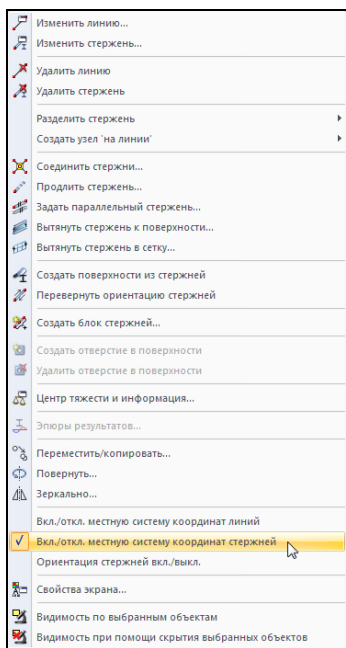 Изменить линию...
Изменить стержень...
Удалить линию
Удалить стержень
Разделить стержень
Создать узел 'на линии'
Соединить стержни...
Продлить стержень...
Задать параллельный стержень...
Вытянуть стержень к поверхности...
Вытянуть стержень в сетку...
Создать поверхности из стержней
Перевернуть ориентацию стержней
Создать блок стержней...
Создать отверстие в поверхности
Удалить отверстие в поверхности
Центр тяжести и информация...
Эпюры результатов...
Переместить/копировать...
Повернуть...
Зеркально...
Вкл./откл. местную систему координат линий
Вкл./откл. местную систему координат стержней
Ориентация стержней вкл./выкл.
Свойства экрана...
Видимость по выбранным объектам
Видимость при помощи скрытия выбранных объектов